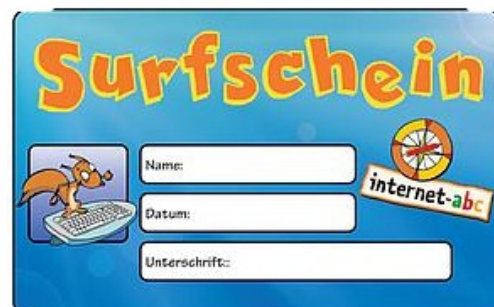 Surfschein
Name:
internet-abc
Datum:
Unterschrift::